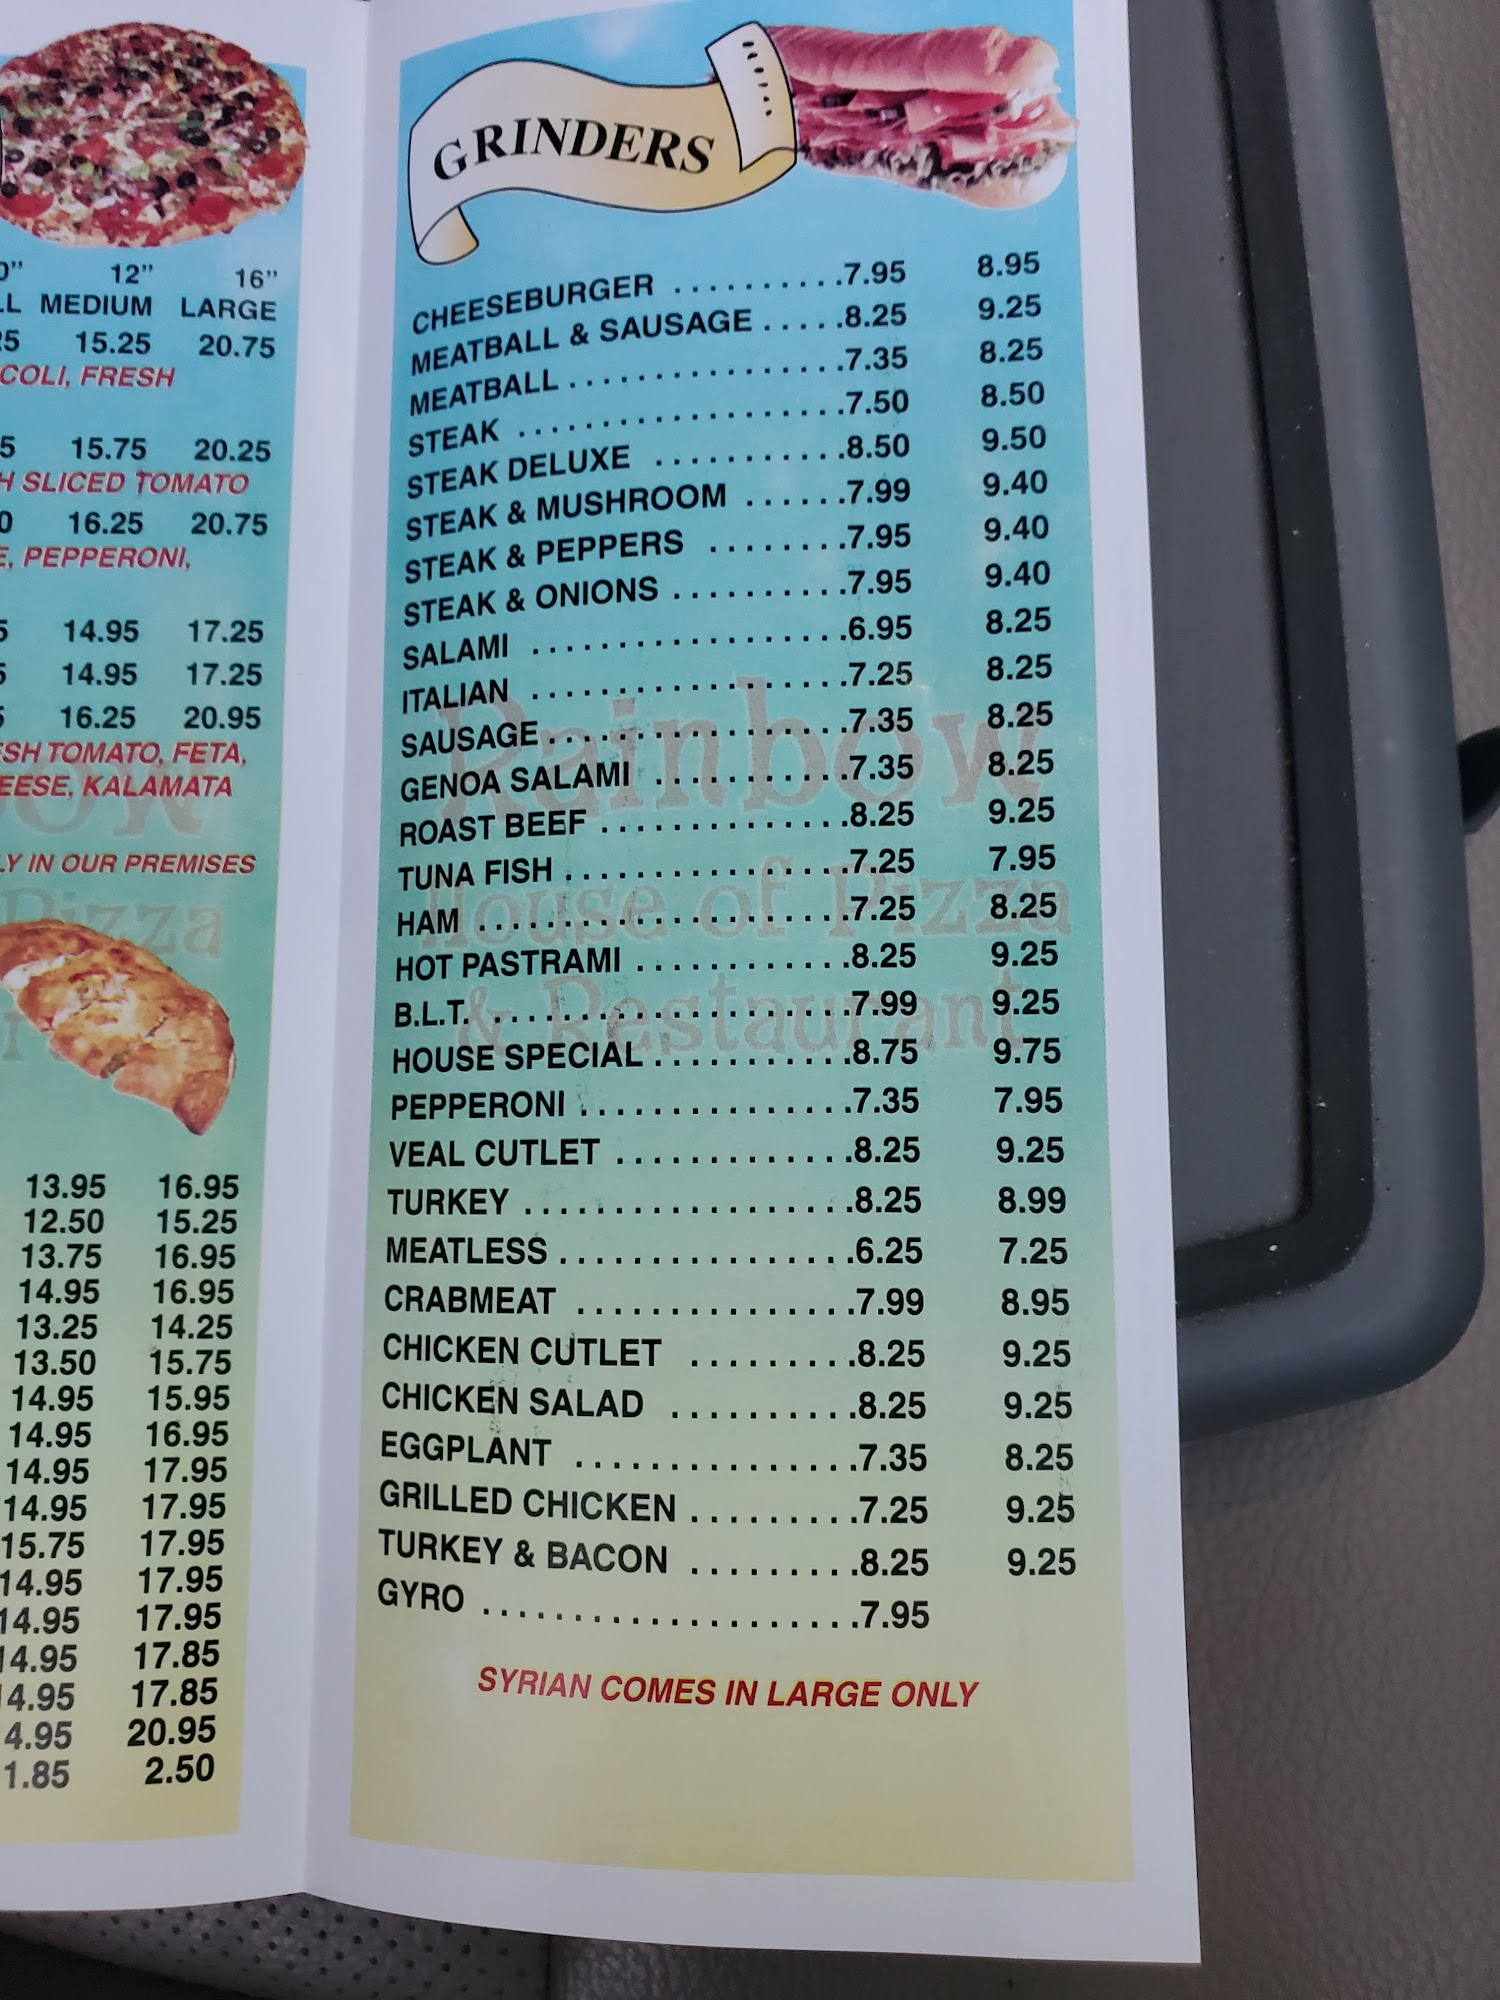 12" 16"
MEDIUM LARGE
15.25 20.75
FRESH
15.75 20.25
SLICED TOMATO
16.25 20.75
PEPPERONI,
14.95 17.25
14.95 17.25
16.25 20.95
TOMATO, FETA,
KALAMATA
IN OUR PREMISES
Pizza
13.95 16.95
12.50 15.25
13.75 16.95
14.95 16.95
13.25 14.25
13.50 15.75
14.95 15.95
14.95 16.95
14.95 17.95
14.95 17.95
15.75 17.95
14.95 17.95
14.95 17.95
14.95 17.85
17.85
20.95
1.85 2.50
GRINDERS
CHEESEBURGER ..........7.95 8.95
MEATBALL & SAUSAGE .....8.25 9.25
MEATBALL ................7.35 8.25
STEAK ..................7.50 8.50
STEAK DELUXE ...........8.50 9.50
STEAK & MUSHROOM ......7.99 9.40
STEAK & PEPPERS ........7.95 9.40
STEAK & ONIONS ..........7.95 9.40
SALAMI .................6.95 8.25
ITALIAN .................7.25 8.25
SAUSAGE................7.35 8.25
GENOA SALAMI ...........7.35 8.25
ROAST BEEF ..............8.25 9.25
TUNA FISH ................7.25 7.95
HAM ....................7.25 8.25
HOT PASTRAMI ............8.25 9.25
B.L.T. ...................7.99 9.25
HOUSE SPECIAL ...........8.75 9.75
PEPPERONI ...............7.35 7.95
VEAL CUTLET .............8.25 9.25
TURKEY ..................8.25 8.99
MEATLESS ................6.25 7.25
CRABMEAT ...............7.99 8.95
CHICKEN CUTLET .........8.25 9.25
CHICKEN SALAD ..........8.25 9.25
EGGPLANT ...............7.35 8.25
GRILLED CHICKEN .........7.25 9.25
TURKEY & BACON .........8.25 9.25
GYRO ....................7.95
SYRIAN COMES IN LARGE ONLY
Rainbow
House of Pizza
& Restaurant